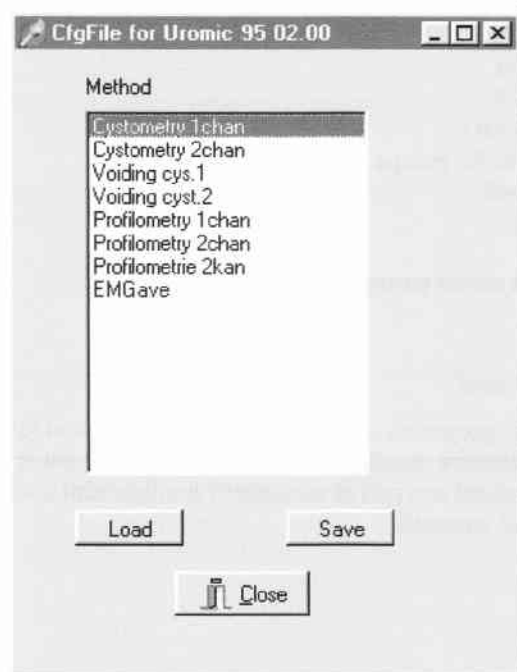 CfgFile for Uromic 95 02.00
Method
Cystometry 1chan
Cystometry 2chan
Voiding cys.1
Voiding cyst.2
Profilometry 1chan
Profilometry 2chan
Profilometrie 2kan
EMGave
Load
Save
Close